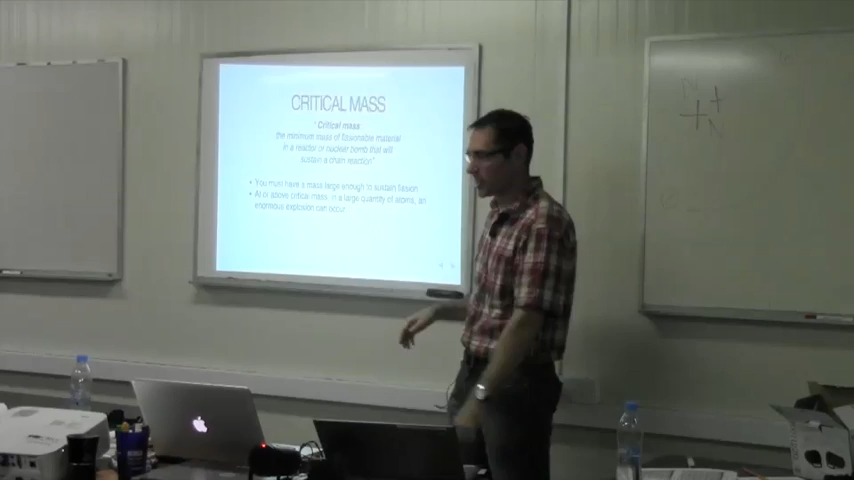 CRITICAL MASS
"Critical mass:
the minimum mass of fissionable material
in a reactor or nuclear bomb that will
sustain a chain reaction"
• You must have a mass large enough to sustain fission.
• At or above critical mass, in a large quantity of atoms, an
enormous explosion can occur.